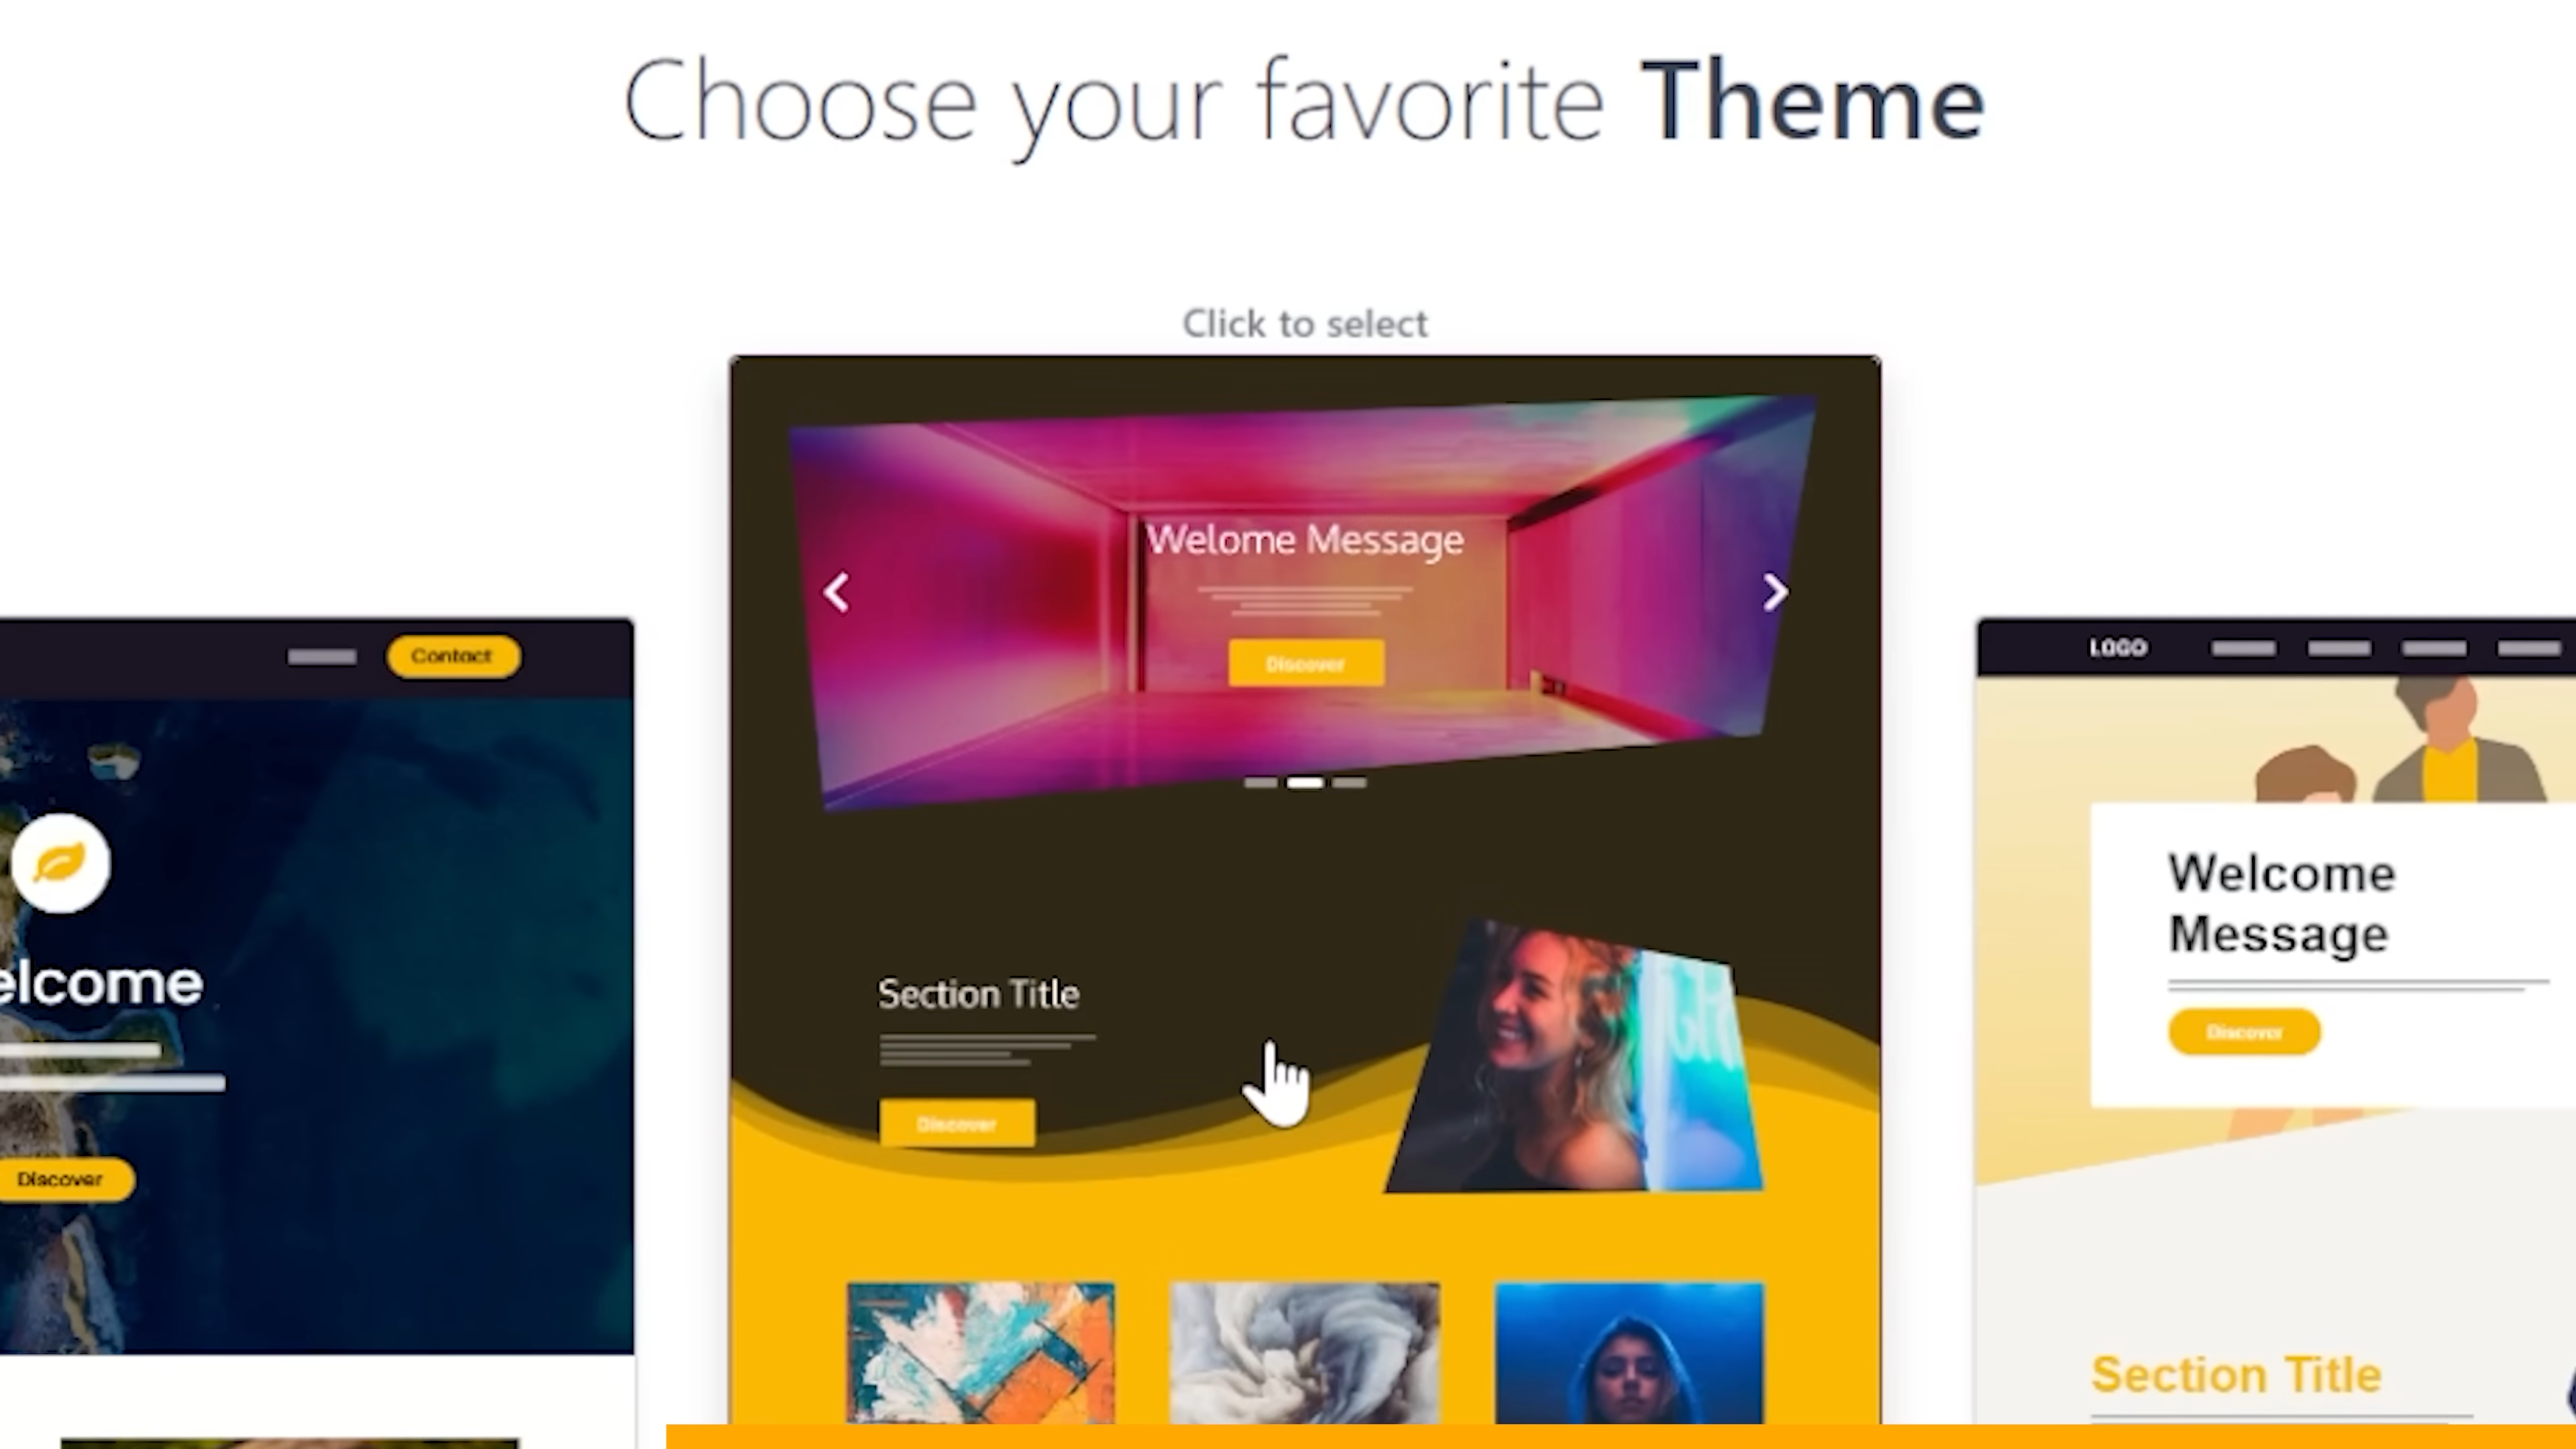 Choose your favorite Theme
Click to select
Welome Message
Discover
Section Title
Discover
Contact
elcome
Discover
LOGO
Welcome
Message
Discover
Section Title